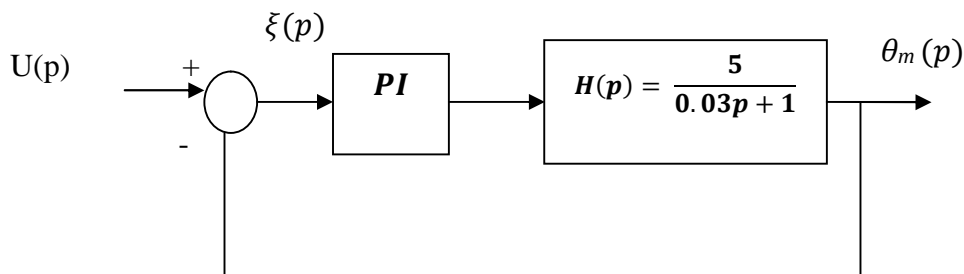 ξ(p)
U(p)
θm (p)
+
PI
H(p) = 5 / 0.03p + 1
-